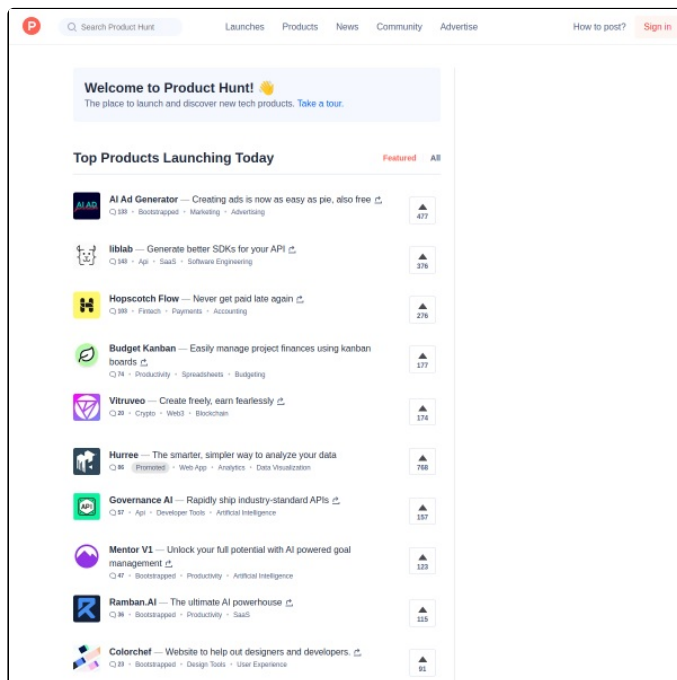 P
Search Product Hunt
Launches Products News Community Advertise
How to post? Sign in
Welcome to Product Hunt! 👋
The place to launch and discover new tech products. Take a tour.
Top Products Launching Today
Featured All
AI AD
AI Ad Generator — Creating ads is now as easy as pie, also free
133 • Bootstrapped • Marketing • Advertising
477
liblab — Generate better SDKs for your API
143 • Api • SaaS • Software Engineering
376
Hopscotch Flow — Never get paid late again
103 • Fintech • Payments • Accounting
276
Budget Kanban — Easily manage project finances using kanban
boards
74 • Productivity • Spreadsheets • Budgeting
177
Vitruveo — Create freely, earn fearlessly
20 • Crypto • Web3 • Blockchain
174
Hurree — The smarter, simpler way to analyze your data
86 Promoted • Web App • Analytics • Data Visualization
768
API
Governance AI — Rapidly ship industry-standard APIs
57 • Api • Developer Tools • Artificial Intelligence
157
Mentor V1 — Unlock your full potential with AI powered goal
management
47 • Bootstrapped • Productivity • Artificial Intelligence
123
Ramban.AI — The ultimate AI powerhouse
36 • Bootstrapped • Productivity • SaaS
115
Colorchef — Website to help out designers and developers.
23 • Bootstrapped • Design Tools • User Experience
91